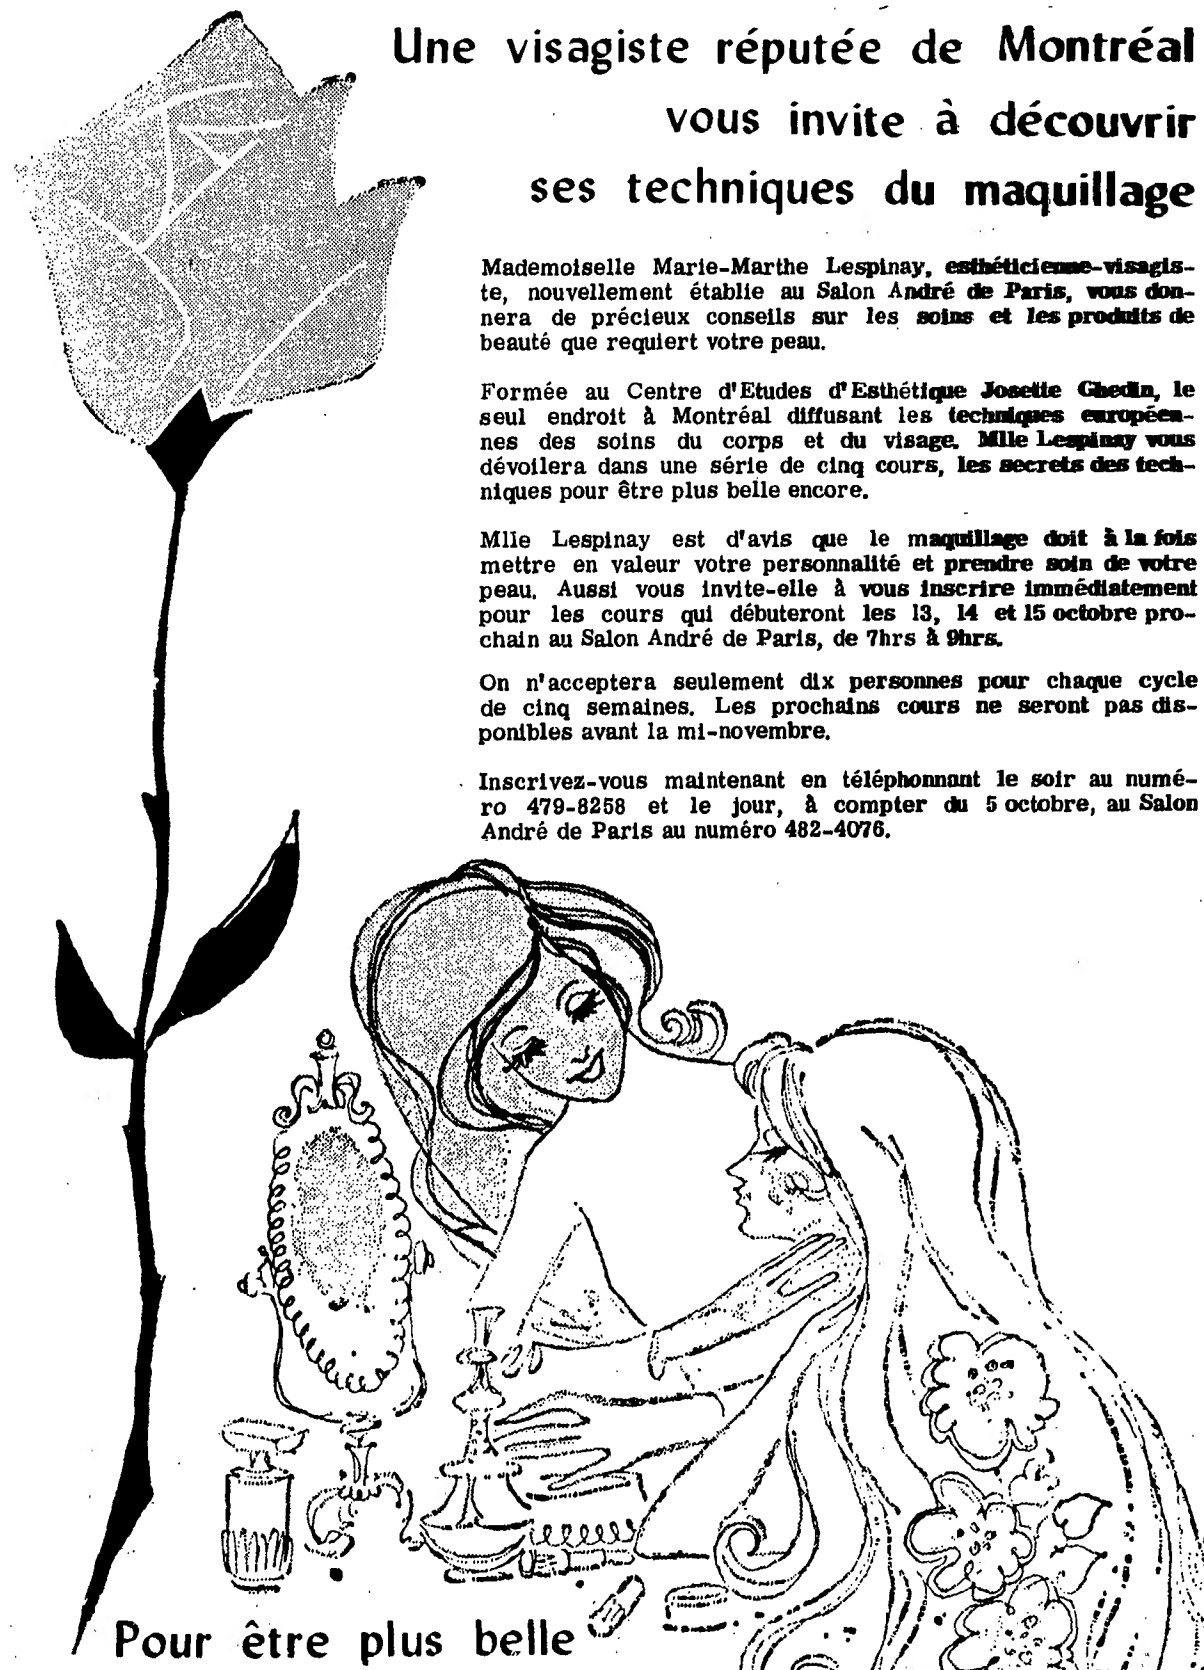 Une visagiste réputée de Montréal
vous invite à découvrir
ses techniques du maquillage
Mademoiselle Marie-Marthe Lespinay, esthéticienne-visagis-
te, nouvellement établie au Salon André de Paris, vous don-
nera de précieux conseils sur les soins et les produits de
beauté que requiert votre peau.
Formée au Centre d'Etudes d'Esthétique Josette Ghedin, le
seul endroit à Montréal diffusant les techniques européen-
nes des soins du corps et du visage. Mlle Lespinay vous
dévoilera dans une série de cinq cours, les secrets des tech-
niques pour être plus belle encore.
Mlle Lespinay est d'avis que le maquillage doit à la fois
mettre en valeur votre personnalité et prendre soin de votre
peau. Aussi vous invite-elle à vous inscrire immédiatement
pour les cours qui débuteront les 13, 14 et 15 octobre pro-
chain au Salon André de Paris, de 7hrs à 9hrs.
On n'acceptera seulement dix personnes pour chaque cycle
de cinq semaines. Les prochains cours ne seront pas dis-
ponibles avant la mi-novembre.
Inscrivez-vous maintenant en téléphonnant le soir au numé-
ro 479-8258 et le jour, à compter du 5 octobre, au Salon
André de Paris au numéro 482-4076.
Pour être plus belle